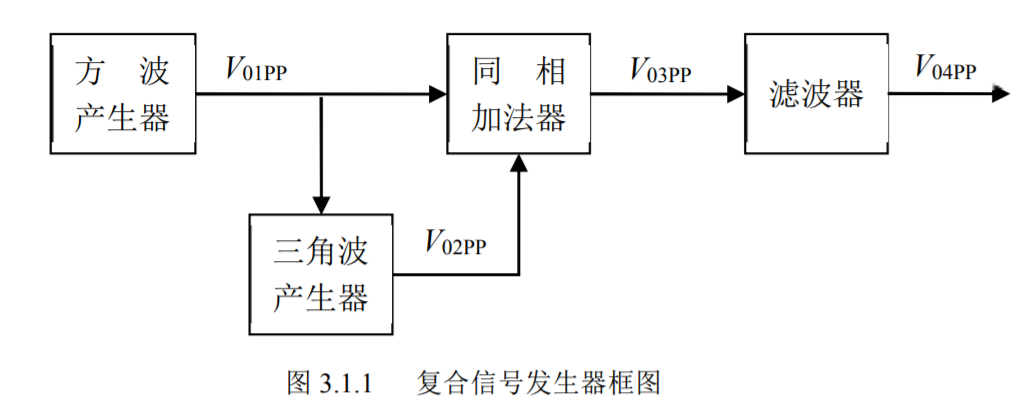 方 波
产生器
V01PP
同 相
加法器
V03PP
滤波器
V04PP
三角波
产生器
V02PP
图 3.1.1 复合信号发生器框图